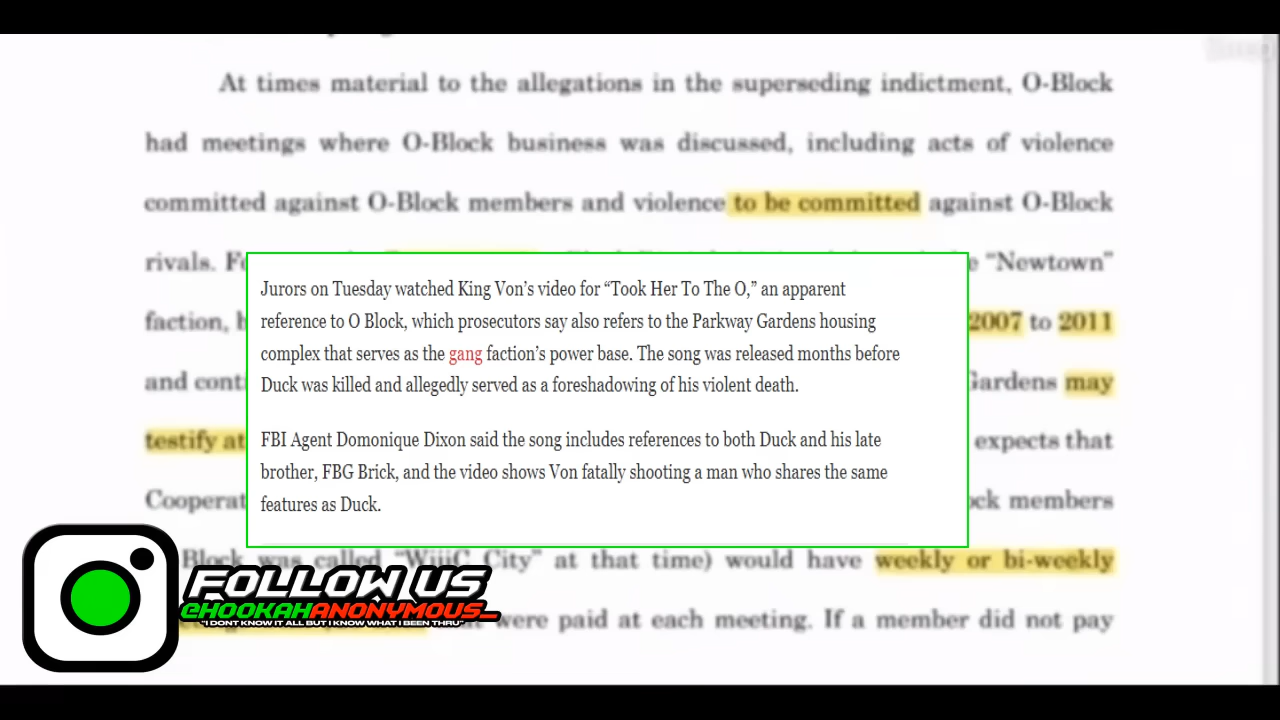 At times material to the allegations in the superseding indictment, O-Block
had meetings where O-Block business was discussed, including acts of violence
committed against O-Block members and violence to be committed against O-Block
rivals. "Newtown"
faction, 2007 to 2011
and Gardens may
testify at expects that
members
Block was called "WiiiC City" at that time) would have weekly or bi-weekly
were paid at each meeting. If a member did not pay
Jurors on Tuesday watched King Von's video for "Took Her To The O," an apparent
reference to O Block, which prosecutors say also refers to the Parkway Gardens housing
complex that serves as the gang faction's power base. The song was released months before
Duck was killed and allegedly served as a foreshadowing of his violent death.
FBI Agent Domonique Dixon said the song includes references to both Duck and his late
brother, FBG Brick, and the video shows Von fatally shooting a man who shares the same
features as Duck.
FOLLOW US
@HOOKAHANONYMOUS_
"I DONT KNOW IT ALL BUT I KNOW WHAT I BEEN THRU"